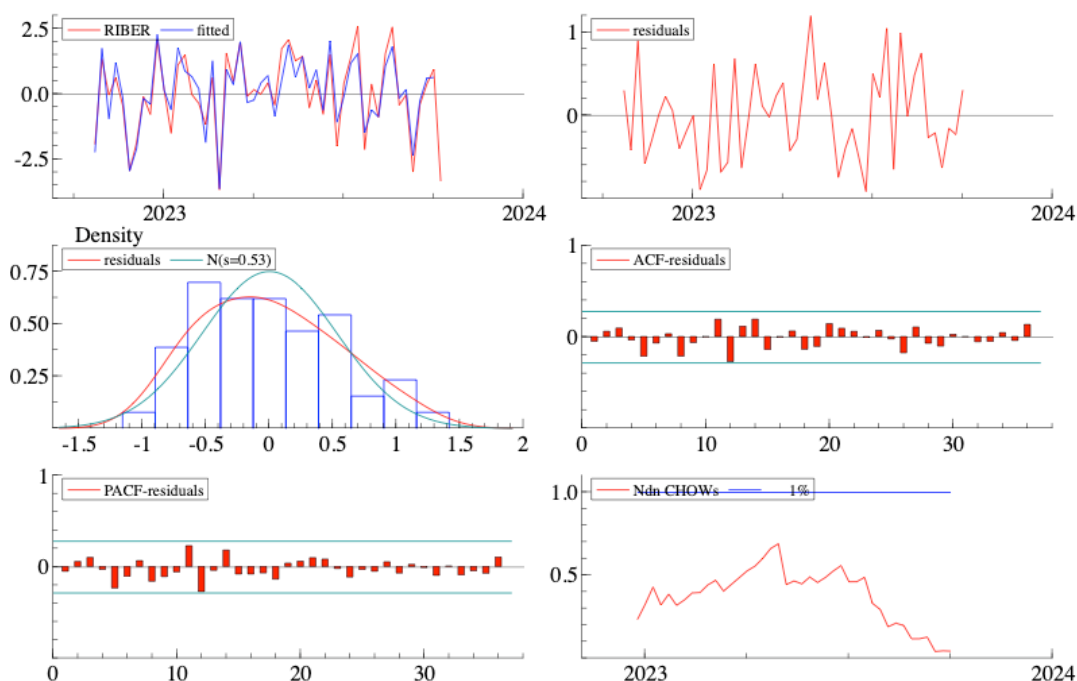 RIBER fitted
2.5
0.0
-2.5
2023 2024
residuals
1
0
2023 2024
Density
residuals N(s=0.53)
0.75
0.50
0.25
-1.5 -1 -0.5 0 0.5 1 1.5 2
ACF-residuals
1
0
0 10 20 30
PACF-residuals
1
0
0 10 20 30
Ndn CHOWs 1%
1.0
0.5
2023 2024